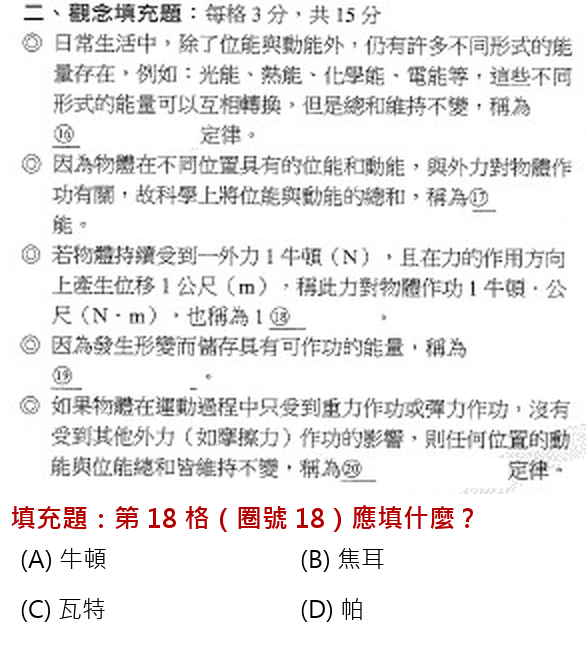 二、觀念填充題：每格 3 分，共 15 分
◎ 日常生活中，除了位能與動能外，仍有許多不同形式的能
量存在，例如：光能、熱能、化學能、電能等，這些不同
形式的能量可以互相轉換，但是總和維持不變，稱為
⑯ 定律。
◎ 因為物體在不同位置具有的位能和動能，與外力對物體作
功有關，故科學上將位能與動能的總和，稱為⑰
能。
◎ 若物體持續受到一外力 1 牛頓（N），且在力的作用方向
上產生位移 1 公尺（m），稱此力對物體作功 1 牛頓．公
尺（N．m），也稱為 1 ⑱ 。
◎ 因為發生形變而儲存具有可作功的能量，稱為
⑲ 。
◎ 如果物體在運動過程中只受到重力作功或彈力作功，沒有
受到其他外力（如摩擦力）作功的影響，則任何位置的動
能與位能總和皆維持不變，稱為⑳ 定律。
填充題：第 18 格（圈號 18）應填什麼？
(A) 牛頓 (B) 焦耳
(C) 瓦特 (D) 帕